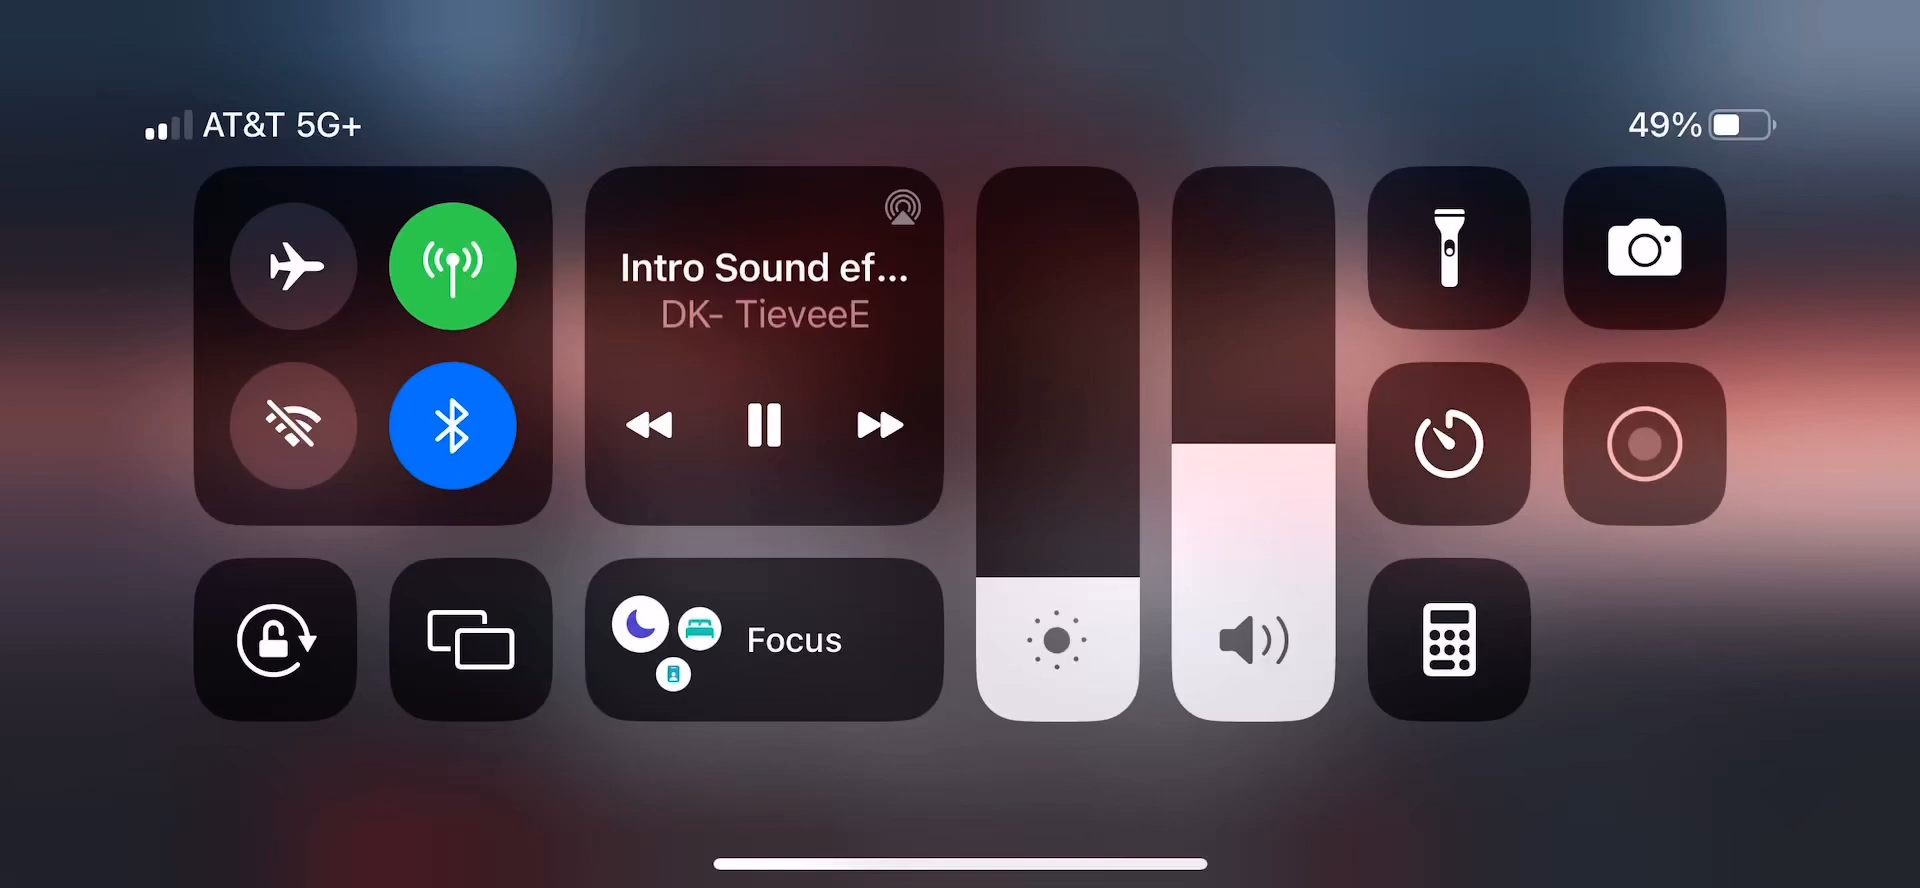 AT&T 5G+
49%
Intro Sound ef...
DK- TieveeE
Focus